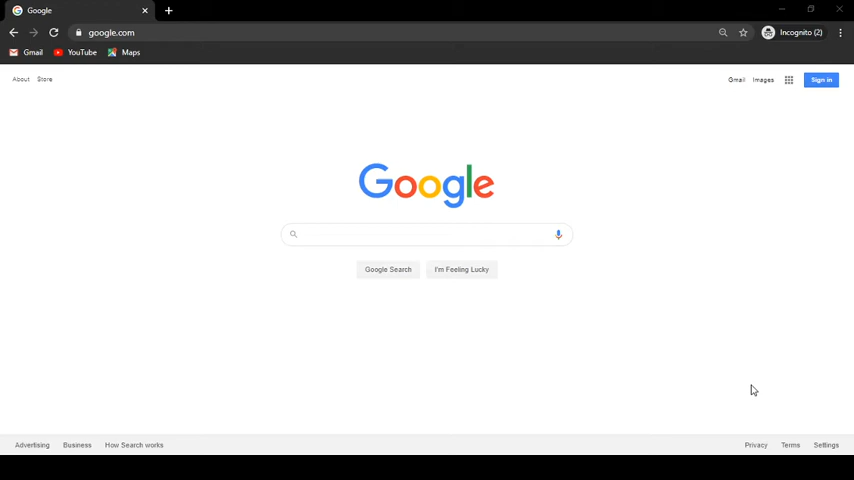 Google
google.com
Incognito (2)
Gmail
YouTube
Maps
About
Store
Gmail
Images
Sign in
Google
Google Search
I'm Feeling Lucky
Advertising
Business
How Search works
Privacy
Terms
Settings